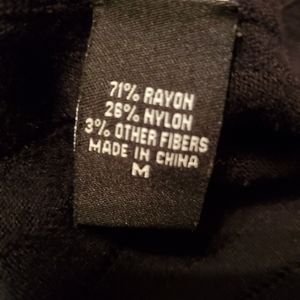 71% RAYON
26% NYLON
3% OTHER FIBERS
MADE IN CHINA
M